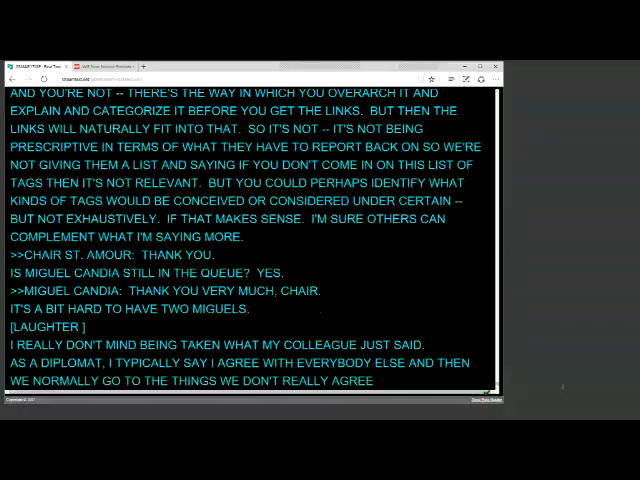 streamtext.net
AND YOU'RE NOT -- THERE'S THE WAY IN WHICH YOU OVERARCH IT AND
EXPLAIN AND CATEGORIZE IT BEFORE YOU GET THE LINKS.  BUT THEN THE
LINKS WILL NATURALLY FIT INTO THAT.  SO IT'S NOT -- IT'S NOT BEING
PRESCRIPTIVE IN TERMS OF WHAT THEY HAVE TO REPORT BACK ON SO WE'RE
NOT GIVING THEM A LIST AND SAYING IF YOU DON'T COME IN ON THIS LIST OF
TAGS THEN IT'S NOT RELEVANT.  BUT YOU COULD PERHAPS IDENTIFY WHAT
KINDS OF TAGS WOULD BE CONCEIVED OR CONSIDERED UNDER CERTAIN --
BUT NOT EXHAUSTIVELY.  IF THAT MAKES SENSE.  I'M SURE OTHERS CAN
COMPLEMENT WHAT I'M SAYING MORE.
>>CHAIR ST. AMOUR:  THANK YOU.
IS MIGUEL CANDIA STILL IN THE QUEUE?  YES.
>>MIGUEL CANDIA:  THANK YOU VERY MUCH, CHAIR.
IT'S A BIT HARD TO HAVE TWO MIGUELS.
[LAUGHTER ]
I REALLY DON'T MIND BEING TAKEN WHAT MY COLLEAGUE JUST SAID.
AS A DIPLOMAT, I TYPICALLY SAY I AGREE WITH EVERYBODY ELSE AND THEN
WE NORMALLY GO TO THE THINGS WE DON'T REALLY AGREE